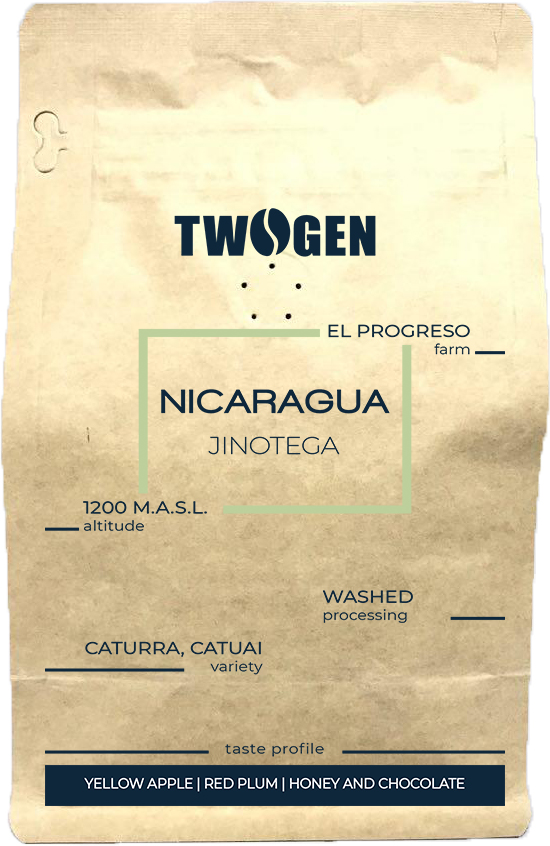 TWOGEN
EL PROGRESO
farm
NICARAGUA
JINOTEGA
1200 M.A.S.L.
altitude
WASHED
processing
CATURRA, CATUAI
variety
taste profile
YELLOW APPLE | RED PLUM | HONEY AND CHOCOLATE